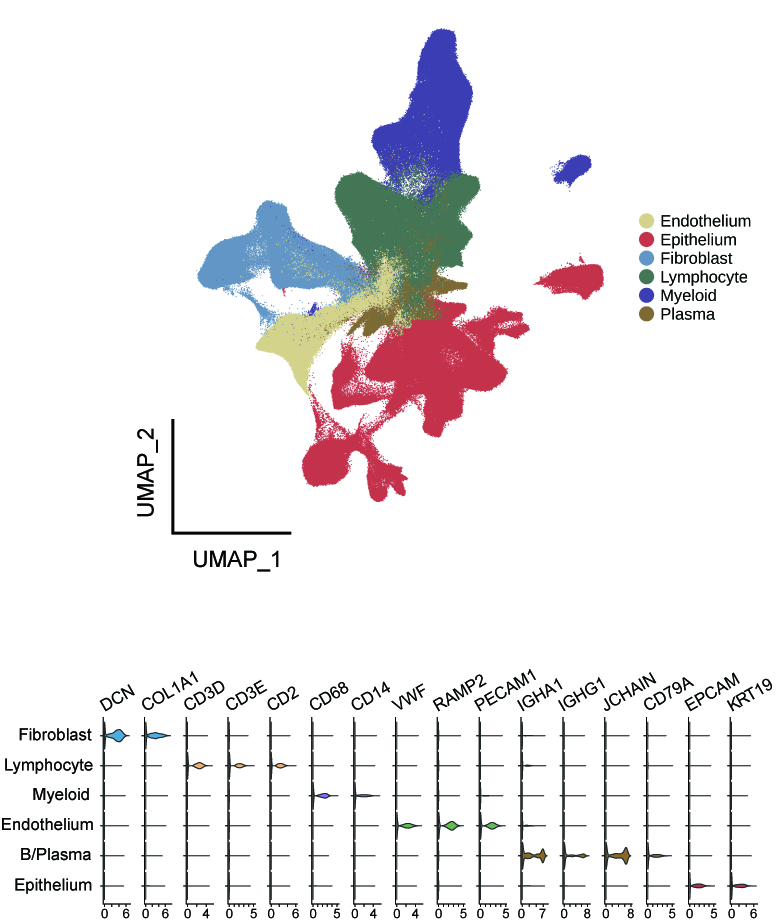 Endothelium
Epithelium
Fibroblast
Lymphocyte
Myeloid
Plasma
UMAP_2
UMAP_1
DCN COL1A1 CD3D CD3E CD2 CD68 CD14 VWF RAMP2 PECAM1 IGHA1 IGHG1 JCHAIN CD79A EPCAM KRT19
Fibroblast
Lymphocyte
Myeloid
Endothelium
B/Plasma
Epithelium
0 6 0 6 0 4 0 5 0 6 0 5 0 4 0 4 0 5 0 5 0 7 0 8 0 8 0 5 0 5 0 6